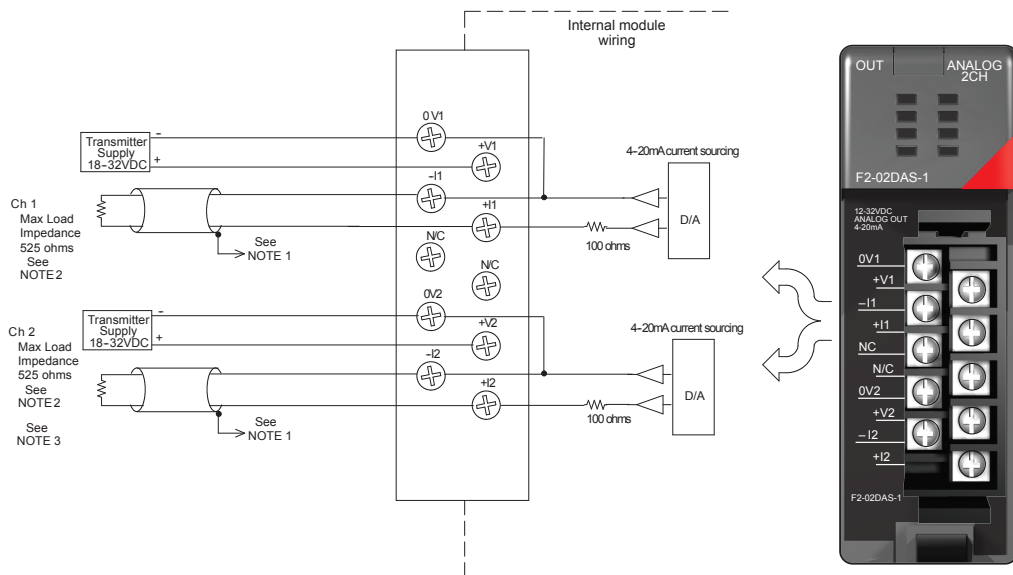 Internal module
wiring
Transmitter
Supply
18-32VDC
-
+
0V1
+V1
-I1
+I1
N/C
N/C
0V2
+V2
-I2
+I2
4-20mA current sourcing
D/A
100 ohms
Ch 1
Max Load
Impedance
525 ohms
See
NOTE 2
See
NOTE 1
Transmitter
Supply
18-32VDC
-
+
4-20mA current sourcing
D/A
100 ohms
Ch 2
Max Load
Impedance
525 ohms
See
NOTE 2
See
NOTE 3
See
NOTE 1
OUT
ANALOG
2CH
F2-02DAS-1
12-32VDC
ANALOG OUT
4-20mA
0V1
+V1
-I1
+I1
NC
N/C
0V2
+V2
-I2
+I2
F2-02DAS-1